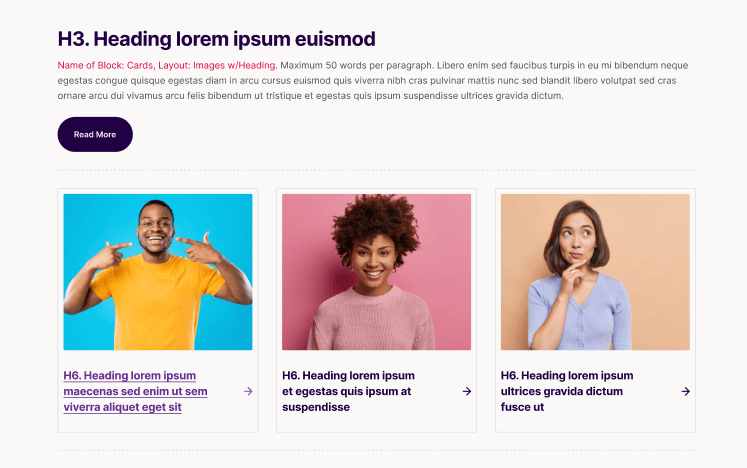 H3. Heading lorem ipsum euismod
Name of Block: Cards, Layout: Images w/Heading. Maximum 50 words per paragraph. Libero enim sed faucibus turpis in eu mi bibendum neque
egestas congue quisque egestas diam in arcu cursus euismod quis viverra nibh cras pulvinar mattis nunc sed blandit libero volutpat sed cras
ornare arcu dui vivamus arcu felis bibendum ut tristique et egestas quis ipsum suspendisse ultrices gravida dictum.
Read More
H6. Heading lorem ipsum
maecenas sed enim ut sem
viverra aliquet eget sit
H6. Heading lorem ipsum
et egestas quis ipsum at
suspendisse
H6. Heading lorem ipsum
ultrices gravida dictum
fusce ut